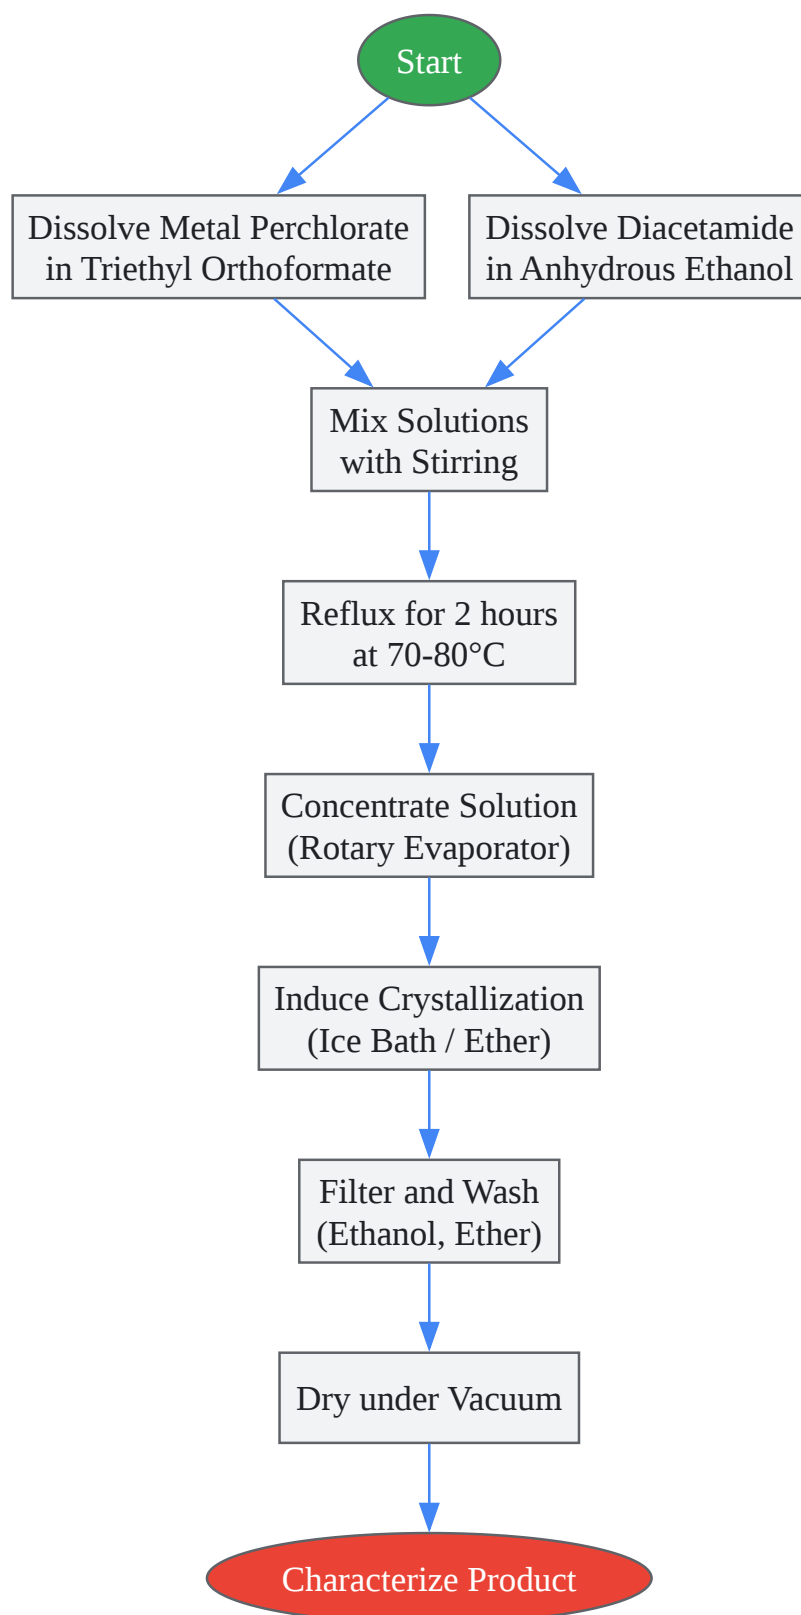 Start
Dissolve Metal Perchlorate
in Triethyl Orthoformate
Dissolve Diacetamide
in Anhydrous Ethanol
Mix Solutions
with Stirring
Reflux for 2 hours
at 70-80°C
Concentrate Solution
(Rotary Evaporator)
Induce Crystallization
(Ice Bath / Ether)
Filter and Wash
(Ethanol, Ether)
Dry under Vacuum
Characterize Product